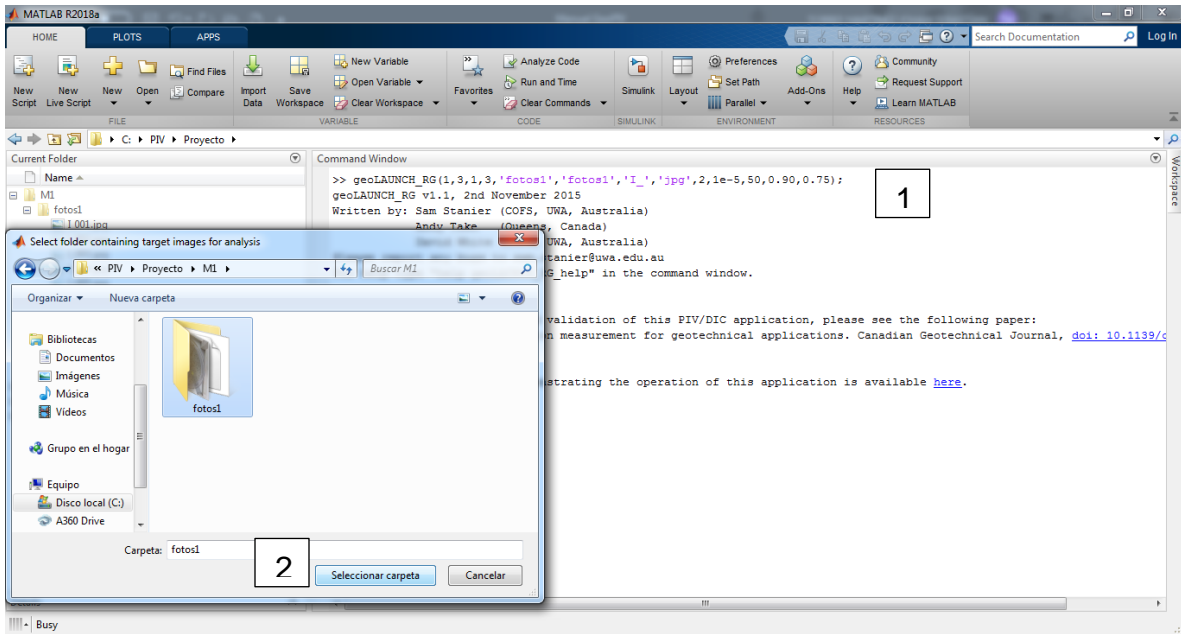 MATLAB R2018a
HOME PLOTS APPS
Search Documentation
Log In
New Script
New Live Script
New
Open
Find Files
Compare
Import Data
Save Workspace
New Variable
Open Variable
Clear Workspace
Favorites
Analyze Code
Run and Time
Clear Commands
Simulink
Layout
Preferences
Set Path
Parallel
Add-Ons
Help
Community
Request Support
Learn MATLAB
FILE VARIABLE CODE SIMULINK ENVIRONMENT RESOURCES
C: PIV Proyecto
Current Folder
Name
M1
fotos1
I 001.jpg
Command Window
Workspace
>> geoLAUNCH_RG(1,3,1,3,'fotos1','fotos1','I_','jpg',2,1e-5,50,0.90,0.75);
geoLAUNCH_RG v1.1, 2nd November 2015
Written by: Sam Stanier (COFS, UWA, Australia)
Andy Take (Queens, Canada)
UWA, Australia)
stanier@uwa.edu.au
G_help" in the command window.
validation of this PIV/DIC application, please see the following paper:
n measurement for geotechnical applications. Canadian Geotechnical Journal, doi: 10.1139/c
strating the operation of this application is available here.
1
Select folder containing target images for analysis
« PIV Proyecto M1
Buscar M1
Organizar Nueva carpeta
Bibliotecas
Documentos
Imágenes
Música
Vídeos
Grupo en el hogar
Equipo
Disco local (C:)
A360 Drive
fotos1
Carpeta: fotos1
2
Seleccionar carpeta Cancelar
Busy